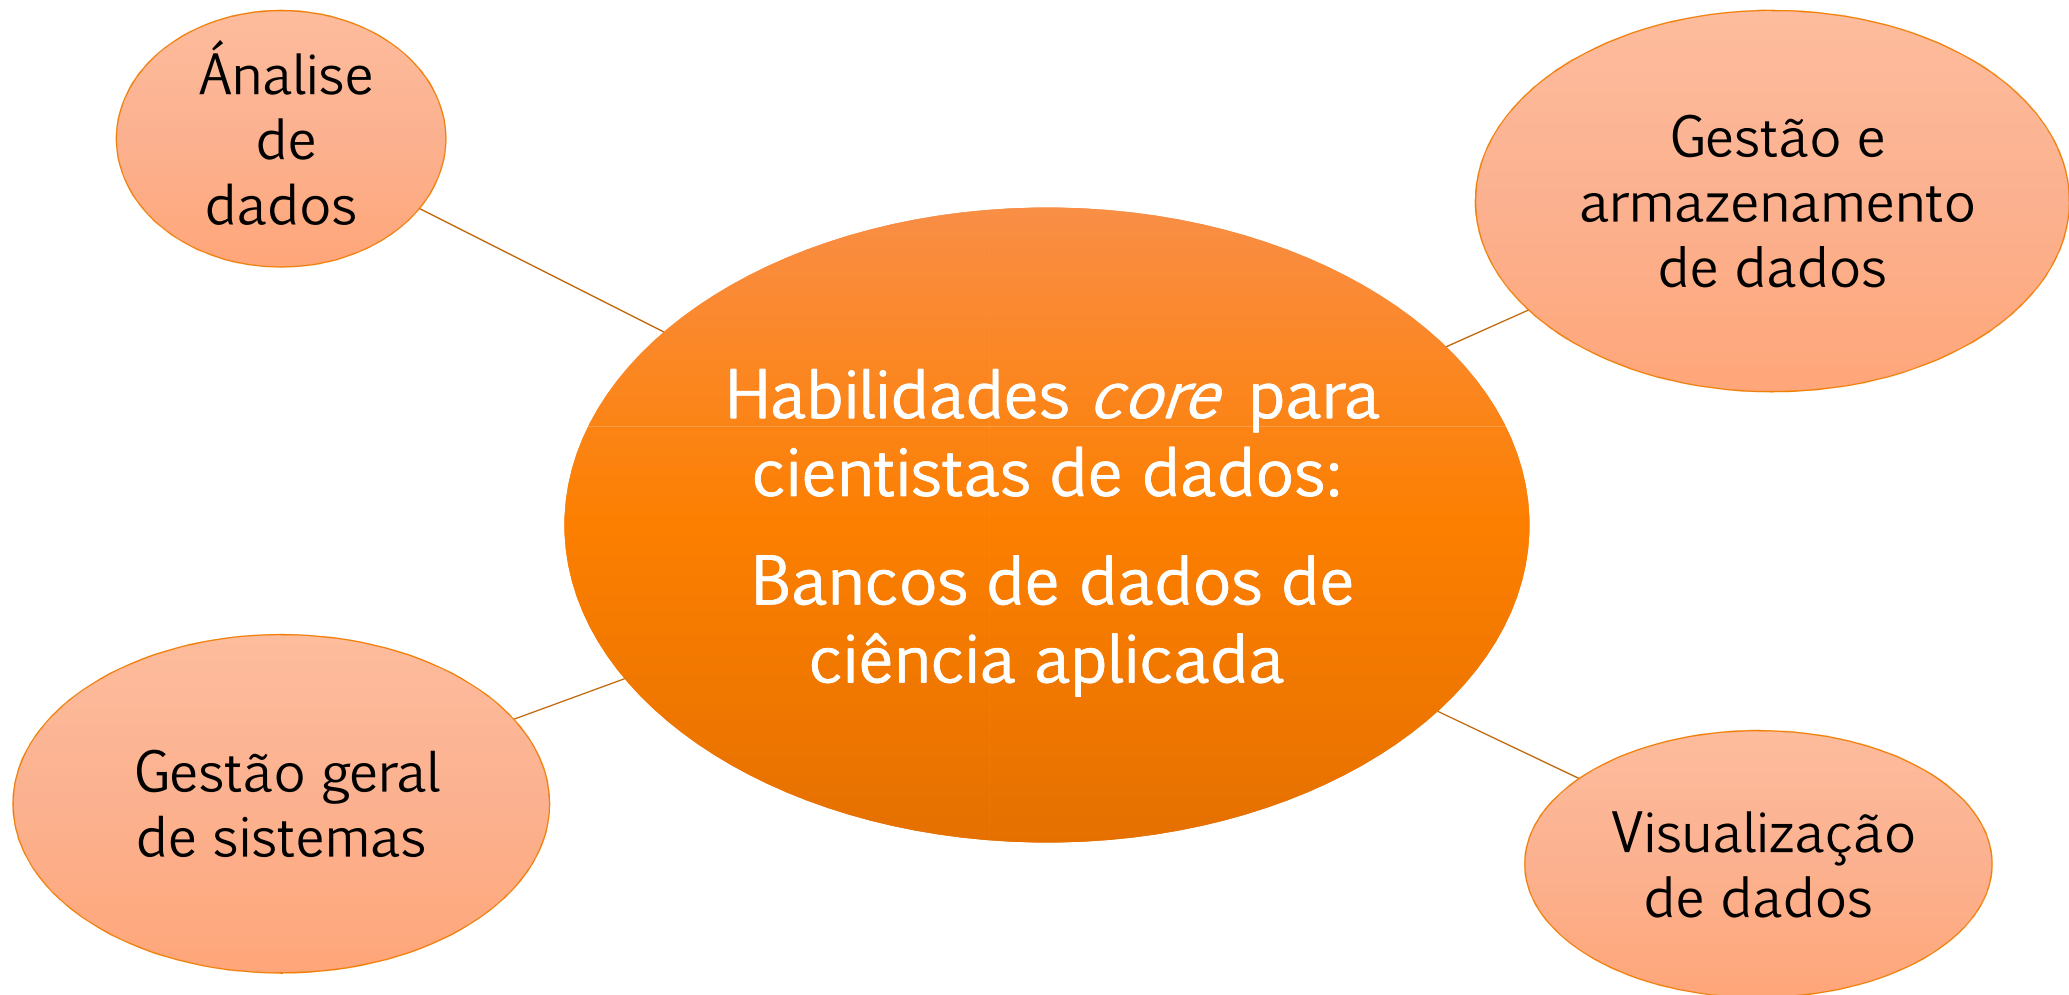 Ánalise
de
dados
Gestão e
armazenamento
de dados
Habilidades core para
cientistas de dados:
Bancos de dados de
ciência aplicada
Gestão geral
de sistemas
Visualização
de dados